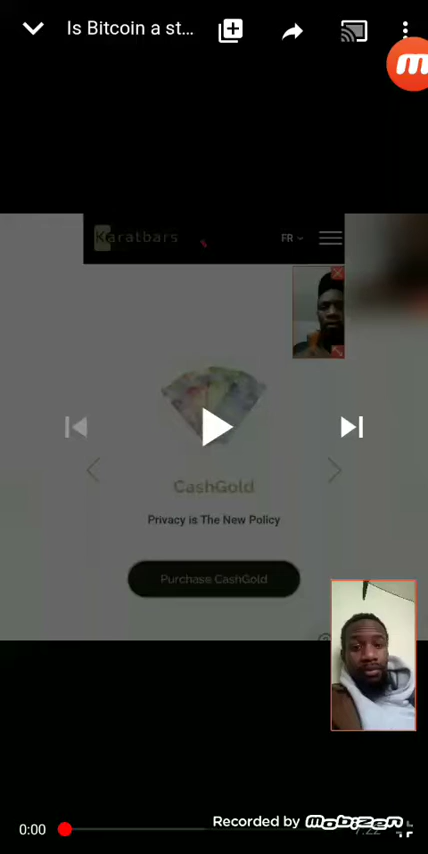 Is Bitcoin a st...
Karatbars
FR
CashGold
Privacy is The New Policy
Purchase CashGold
Recorded by mobizen
0:00